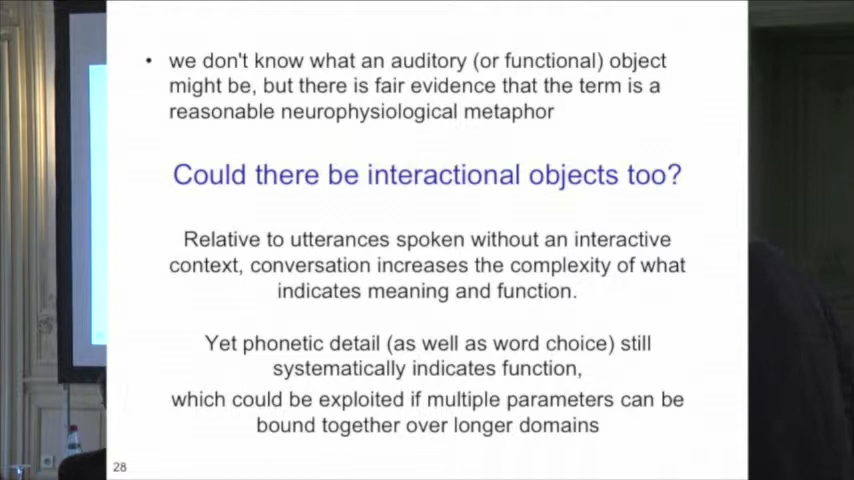 • we don't know what an auditory (or functional) object
might be, but there is fair evidence that the term is a
reasonable neurophysiological metaphor
Could there be interactional objects too?
Relative to utterances spoken without an interactive
context, conversation increases the complexity of what
indicates meaning and function.
Yet phonetic detail (as well as word choice) still
systematically indicates function,
which could be exploited if multiple parameters can be
bound together over longer domains
28